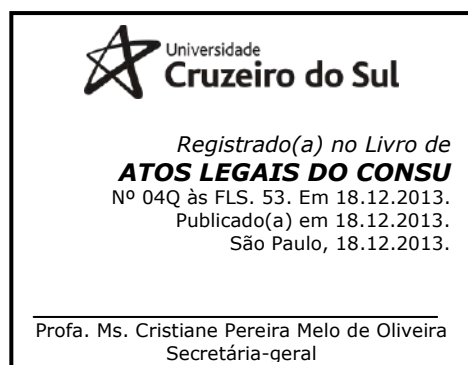 Universidade
Cruzeiro do Sul
Registrado(a) no Livro de
ATOS LEGAIS DO CONSU
Nº 04Q às FLS. 53. Em 18.12.2013.
Publicado(a) em 18.12.2013.
São Paulo, 18.12.2013.
Profa. Ms. Cristiane Pereira Melo de Oliveira
Secretária-geral